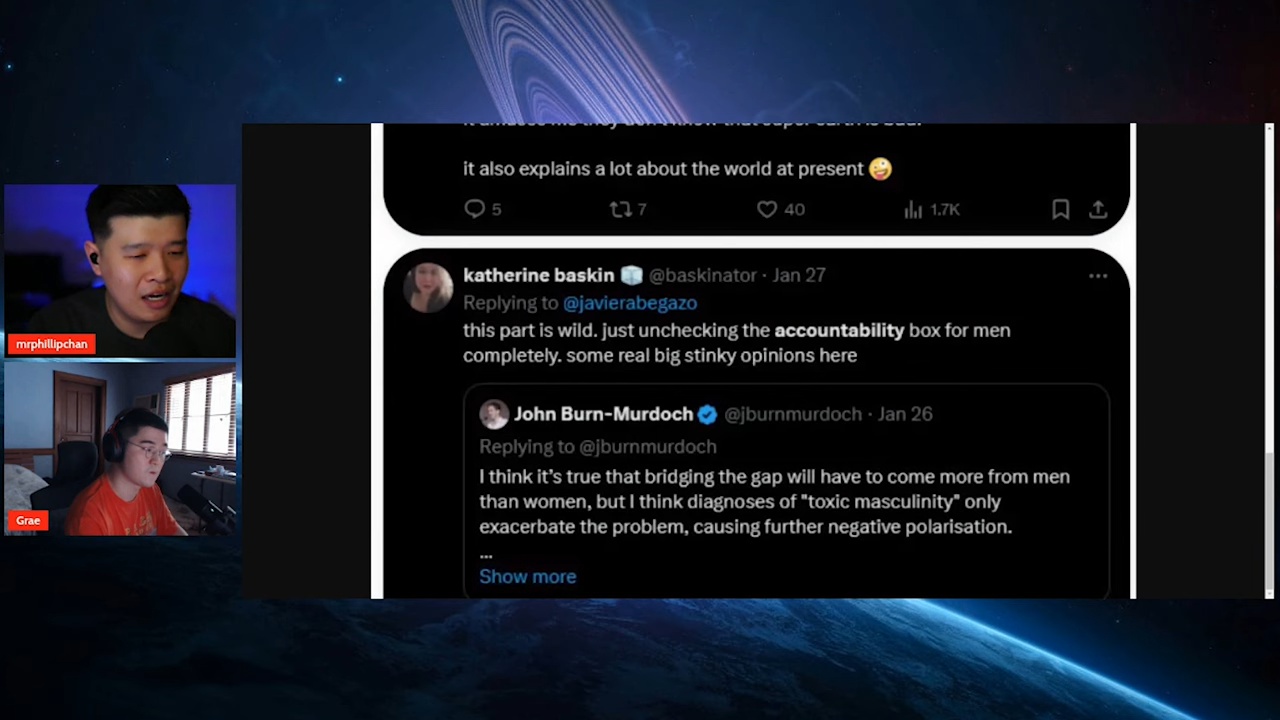 it also explains a lot about the world at present 🤪
5 7 40 1.7K
katherine baskin 🧊 @baskinator · Jan 27
Replying to @javierabegazo
this part is wild. just unchecking the accountability box for men
completely. some real big stinky opinions here
John Burn-Murdoch @jburnmurdoch · Jan 26
Replying to @jburnmurdoch
I think it's true that bridging the gap will have to come more from men
than women, but I think diagnoses of "toxic masculinity" only
exacerbate the problem, causing further negative polarisation.
...
Show more
mrphillipchan
Grae